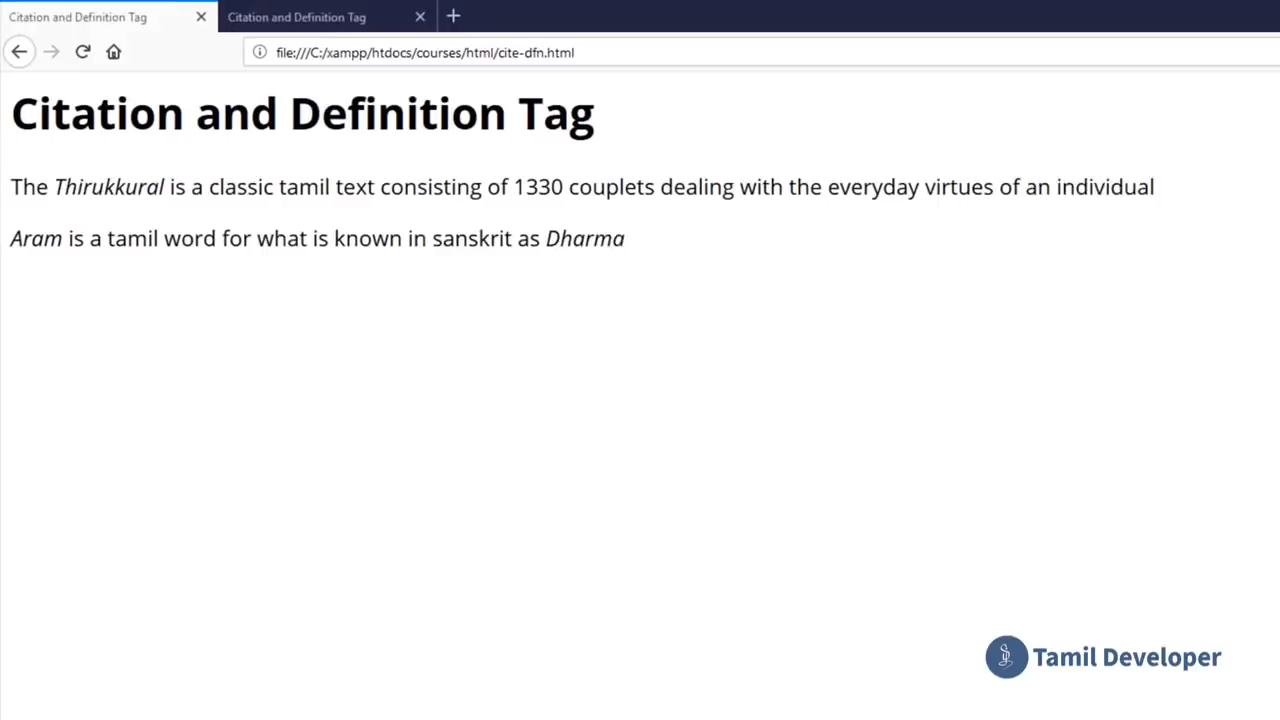 Citation and Definition Tag
Citation and Definition Tag
file:///C:/xampp/htdocs/courses/html/cite-dfn.html
Citation and Definition Tag
The Thirukkural is a classic tamil text consisting of 1330 couplets dealing with the everyday virtues of an individual
Aram is a tamil word for what is known in sanskrit as Dharma
Tamil Developer